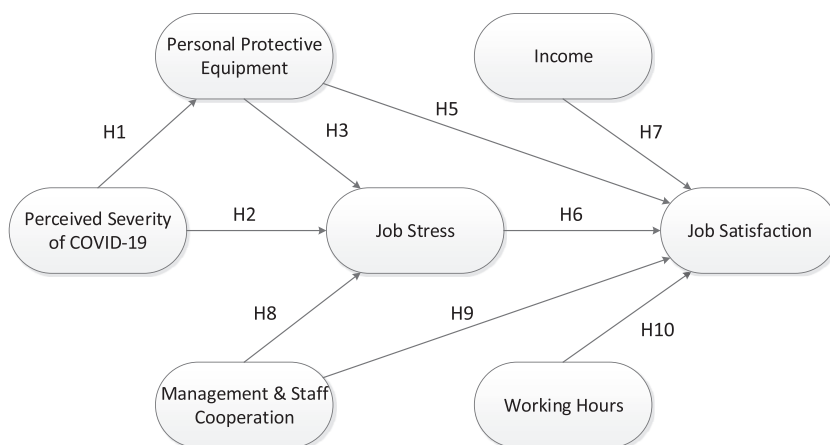 Personal Protective
Equipment
Income
H1
H3
H5
H7
Perceived Severity
of COVID-19
H2
Job Stress
H6
Job Satisfaction
H8
H9
H10
Management & Staff
Cooperation
Working Hours